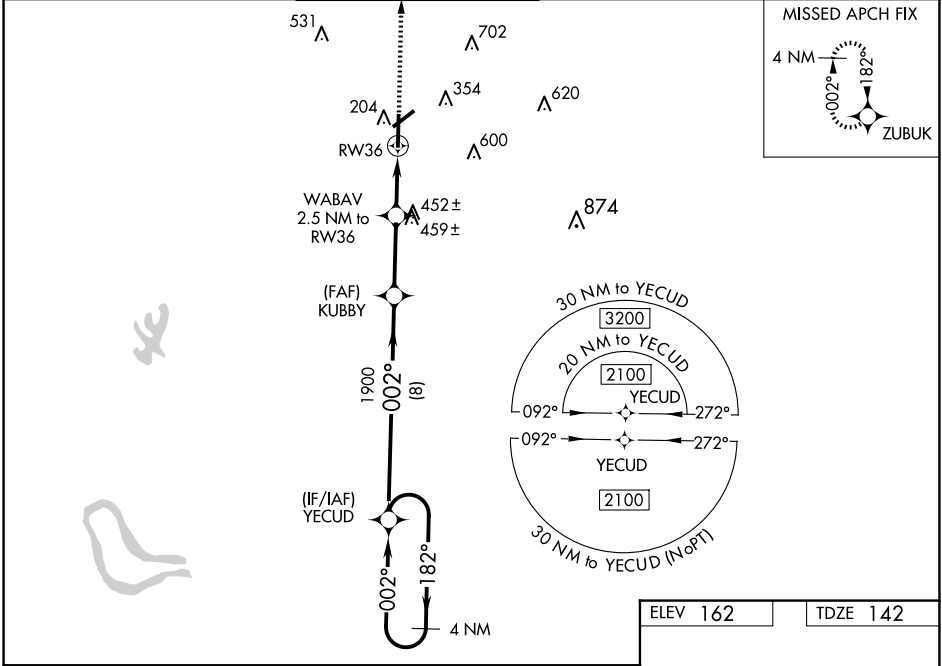 531
702
354
620
204
RW36
600
WABAV
2.5 NM to
RW36
452±
459±
874
(FAF)
KUBBY
1900
002°
(8)
(IF/IAF)
YECUD
002°
182°
4 NM
MISSED APCH FIX
4 NM
002°
182°
ZUBUK
30 NM to YECUD
3200
20 NM to YECUD
2100
YECUD
092°
272°
092°
272°
YECUD
2100
30 NM to YECUD (NoPT)
ELEV 162
TDZE 142